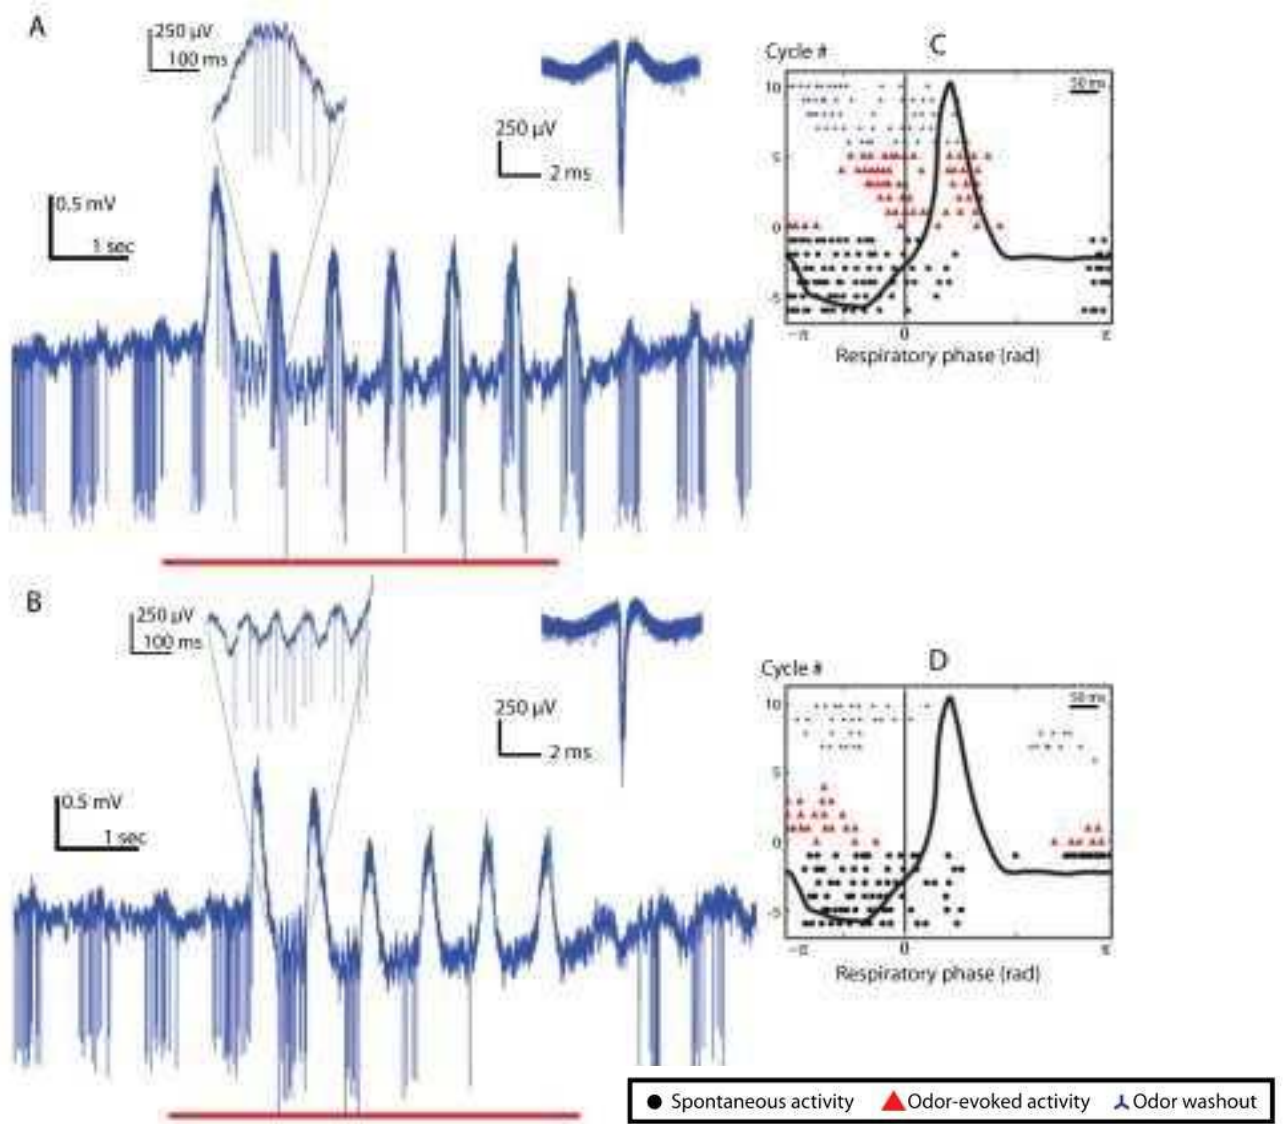 A
250 µV
100 ms
250 µV
2 ms
0.5 mV
1 sec
C
Cycle #
50 ms
10
5
0
-5
-π 0 π
Respiratory phase (rad)
B
250 µV
100 ms
250 µV
2 ms
0.5 mV
1 sec
D
Cycle #
50 ms
10
5
0
-5
-π 0 π
Respiratory phase (rad)
Spontaneous activity Odor-evoked activity Odor washout